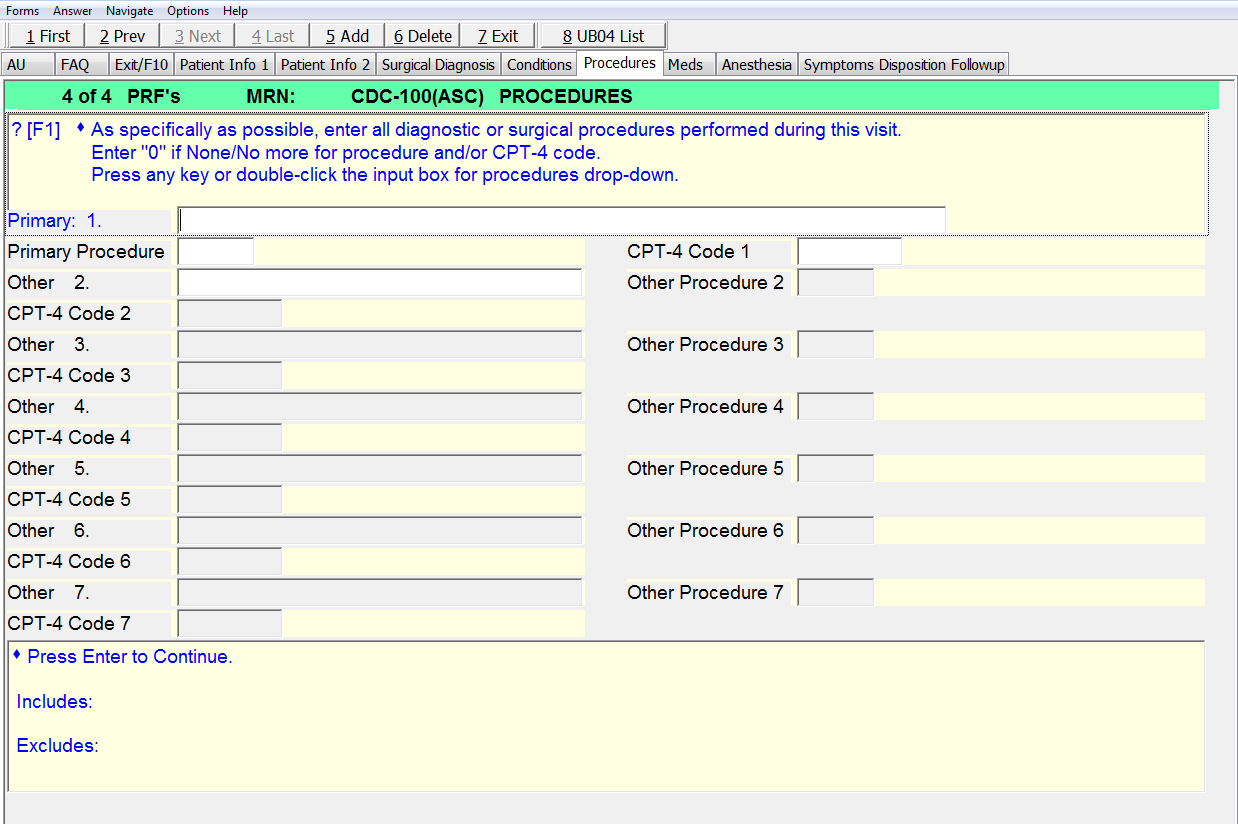 Forms Answer Navigate Options Help
1 First 2 Prev 3 Next 4 Last 5 Add 6 Delete 7 Exit 8 UB04 List
AU FAQ Exit/F10 Patient Info 1 Patient Info 2 Surgical Diagnosis Conditions Procedures Meds Anesthesia Symptoms Disposition Followup
4 of 4 PRF's MRN: CDC-100(ASC) PROCEDURES
? [F1] ♦ As specifically as possible, enter all diagnostic or surgical procedures performed during this visit.
Enter "0" if None/No more for procedure and/or CPT-4 code.
Press any key or double-click the input box for procedures drop-down.
Primary: 1.
Primary Procedure CPT-4 Code 1
Other 2. Other Procedure 2
CPT-4 Code 2
Other 3. Other Procedure 3
CPT-4 Code 3
Other 4. Other Procedure 4
CPT-4 Code 4
Other 5. Other Procedure 5
CPT-4 Code 5
Other 6. Other Procedure 6
CPT-4 Code 6
Other 7. Other Procedure 7
CPT-4 Code 7
♦ Press Enter to Continue.
Includes:
Excludes: